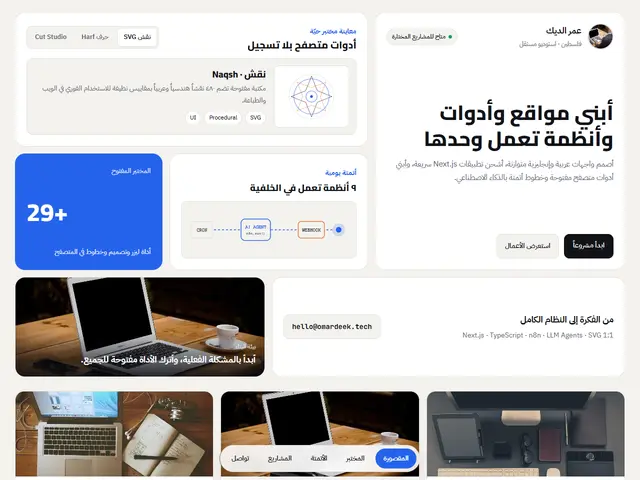 عمر الديك
فلسطين · استوديو مستقل
متاح للمشاريع المختارة
أبني مواقع وأدوات
وأنظمة تعمل وحدها
أصمم واجهات عربية وإنجليزية متوازنة، أشحن تطبيقات Next.js سريعة، وأبني
أدوات متصفح مفتوحة وخطوط أتمتة بالذكاء الاصطناعي.
ابدأ مشروعاً
استعرض الأعمال
معاينة مختبر حيّة
أدوات متصفح بلا تسجيل
نقش SVG
حرف Harf
Cut Studio
نقش · Naqsh
مكتبة مفتوحة تضم ٤٨٠ نقشاً هندسياً وعربياً بمقاييس نظيفة للاستخدام الفوري في الويب
والطباعة.
SVG
Procedural
UI
أتمتة يومية
٩ أنظمة تعمل في الخلفية
CRON
AI AGENT
WEBHOOK
المختبر المفتوح
29+
أداة ليزر وتصميم وخطوط في المتصفح
من الفكرة إلى النظام الكامل
Next.js · TypeScript · n8n · LLM Agents · SVG 1:1
hello@omardeek.tech
أبدأ بالمشكلة الفعلية، وأترك الأداة مفتوحة للجميع.
المقصورة
المختبر
الأتمتة
المشاريع
تواصل